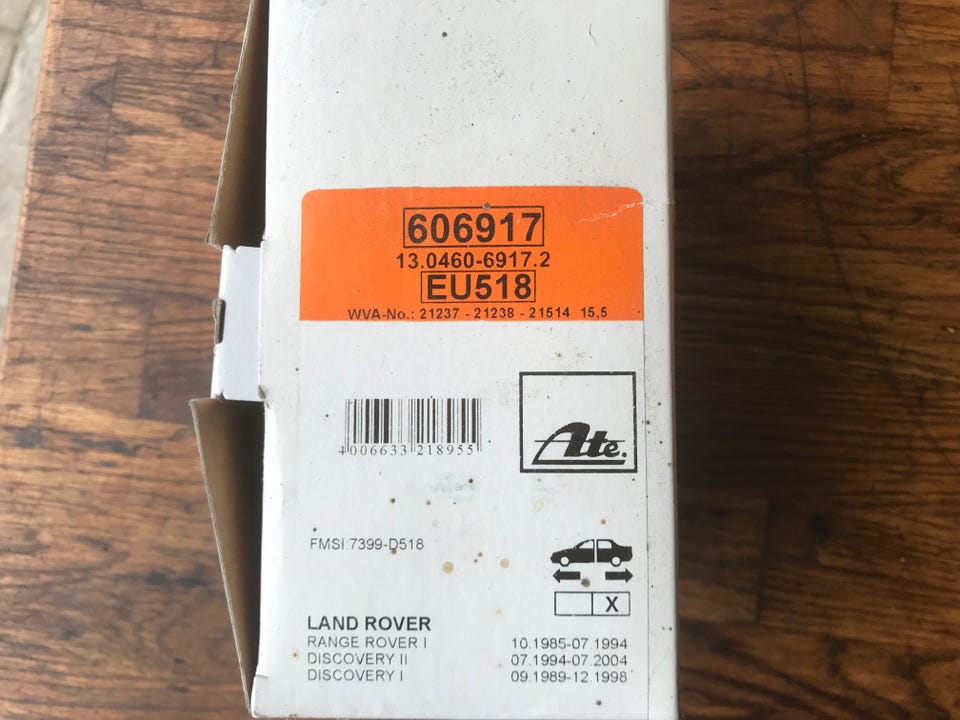 606917
13.0460-6917.2
EU518
WVA-No.: 21237 - 21238 - 21514 15,5
4 006633 218955
Ate.
FMSI:7399-D518
X
LAND ROVER
RANGE ROVER I 10.1985-07.1994
DISCOVERY II 07.1994-07.2004
DISCOVERY I 09.1989-12.1998